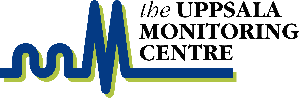 the UPPSALA
MONITORING
CENTRE